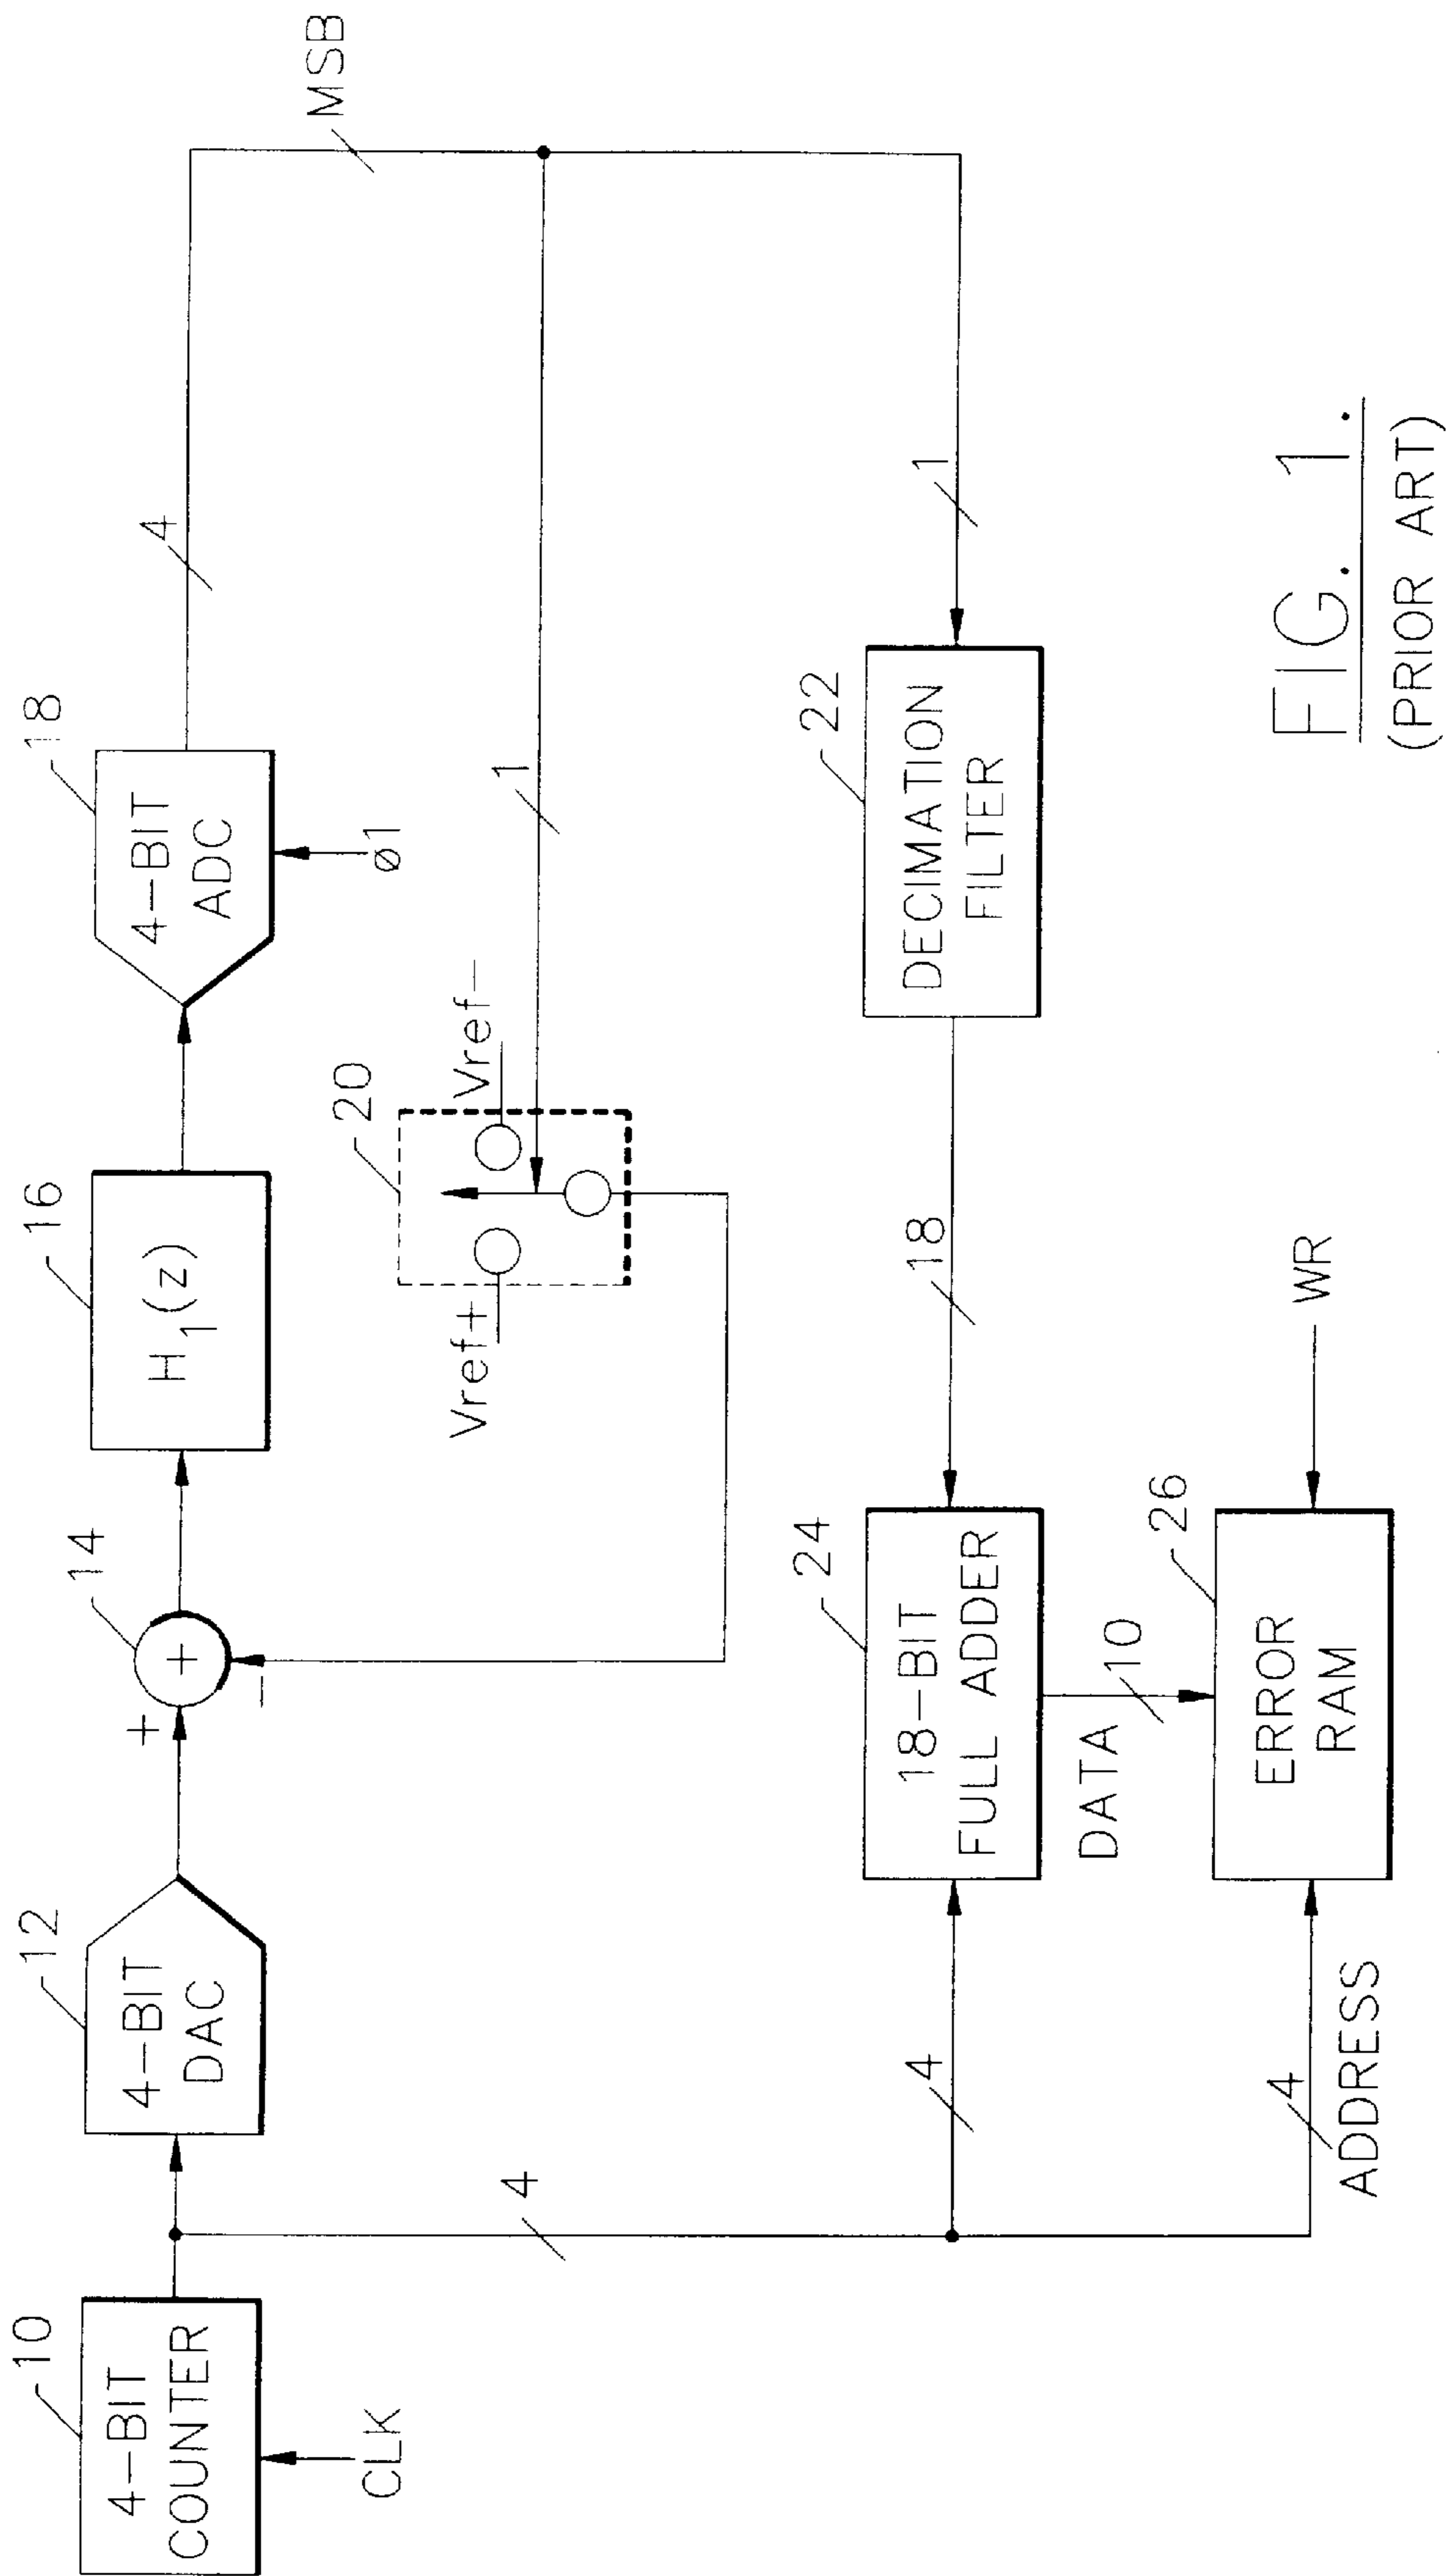 10
4-BIT
COUNTER
CLK
12
4-BIT
DAC
+
14
+
-
16
H1(z)
18
4-BIT
ADC
ø1
4
MSB
20
Vref+
Vref-
1
4
4
24
18-BIT
FULL ADDER
18
22
DECIMATION
FILTER
1
DATA
10
4
ADDRESS
26
ERROR
RAM
WR
FIG. 1.
(PRIOR ART)